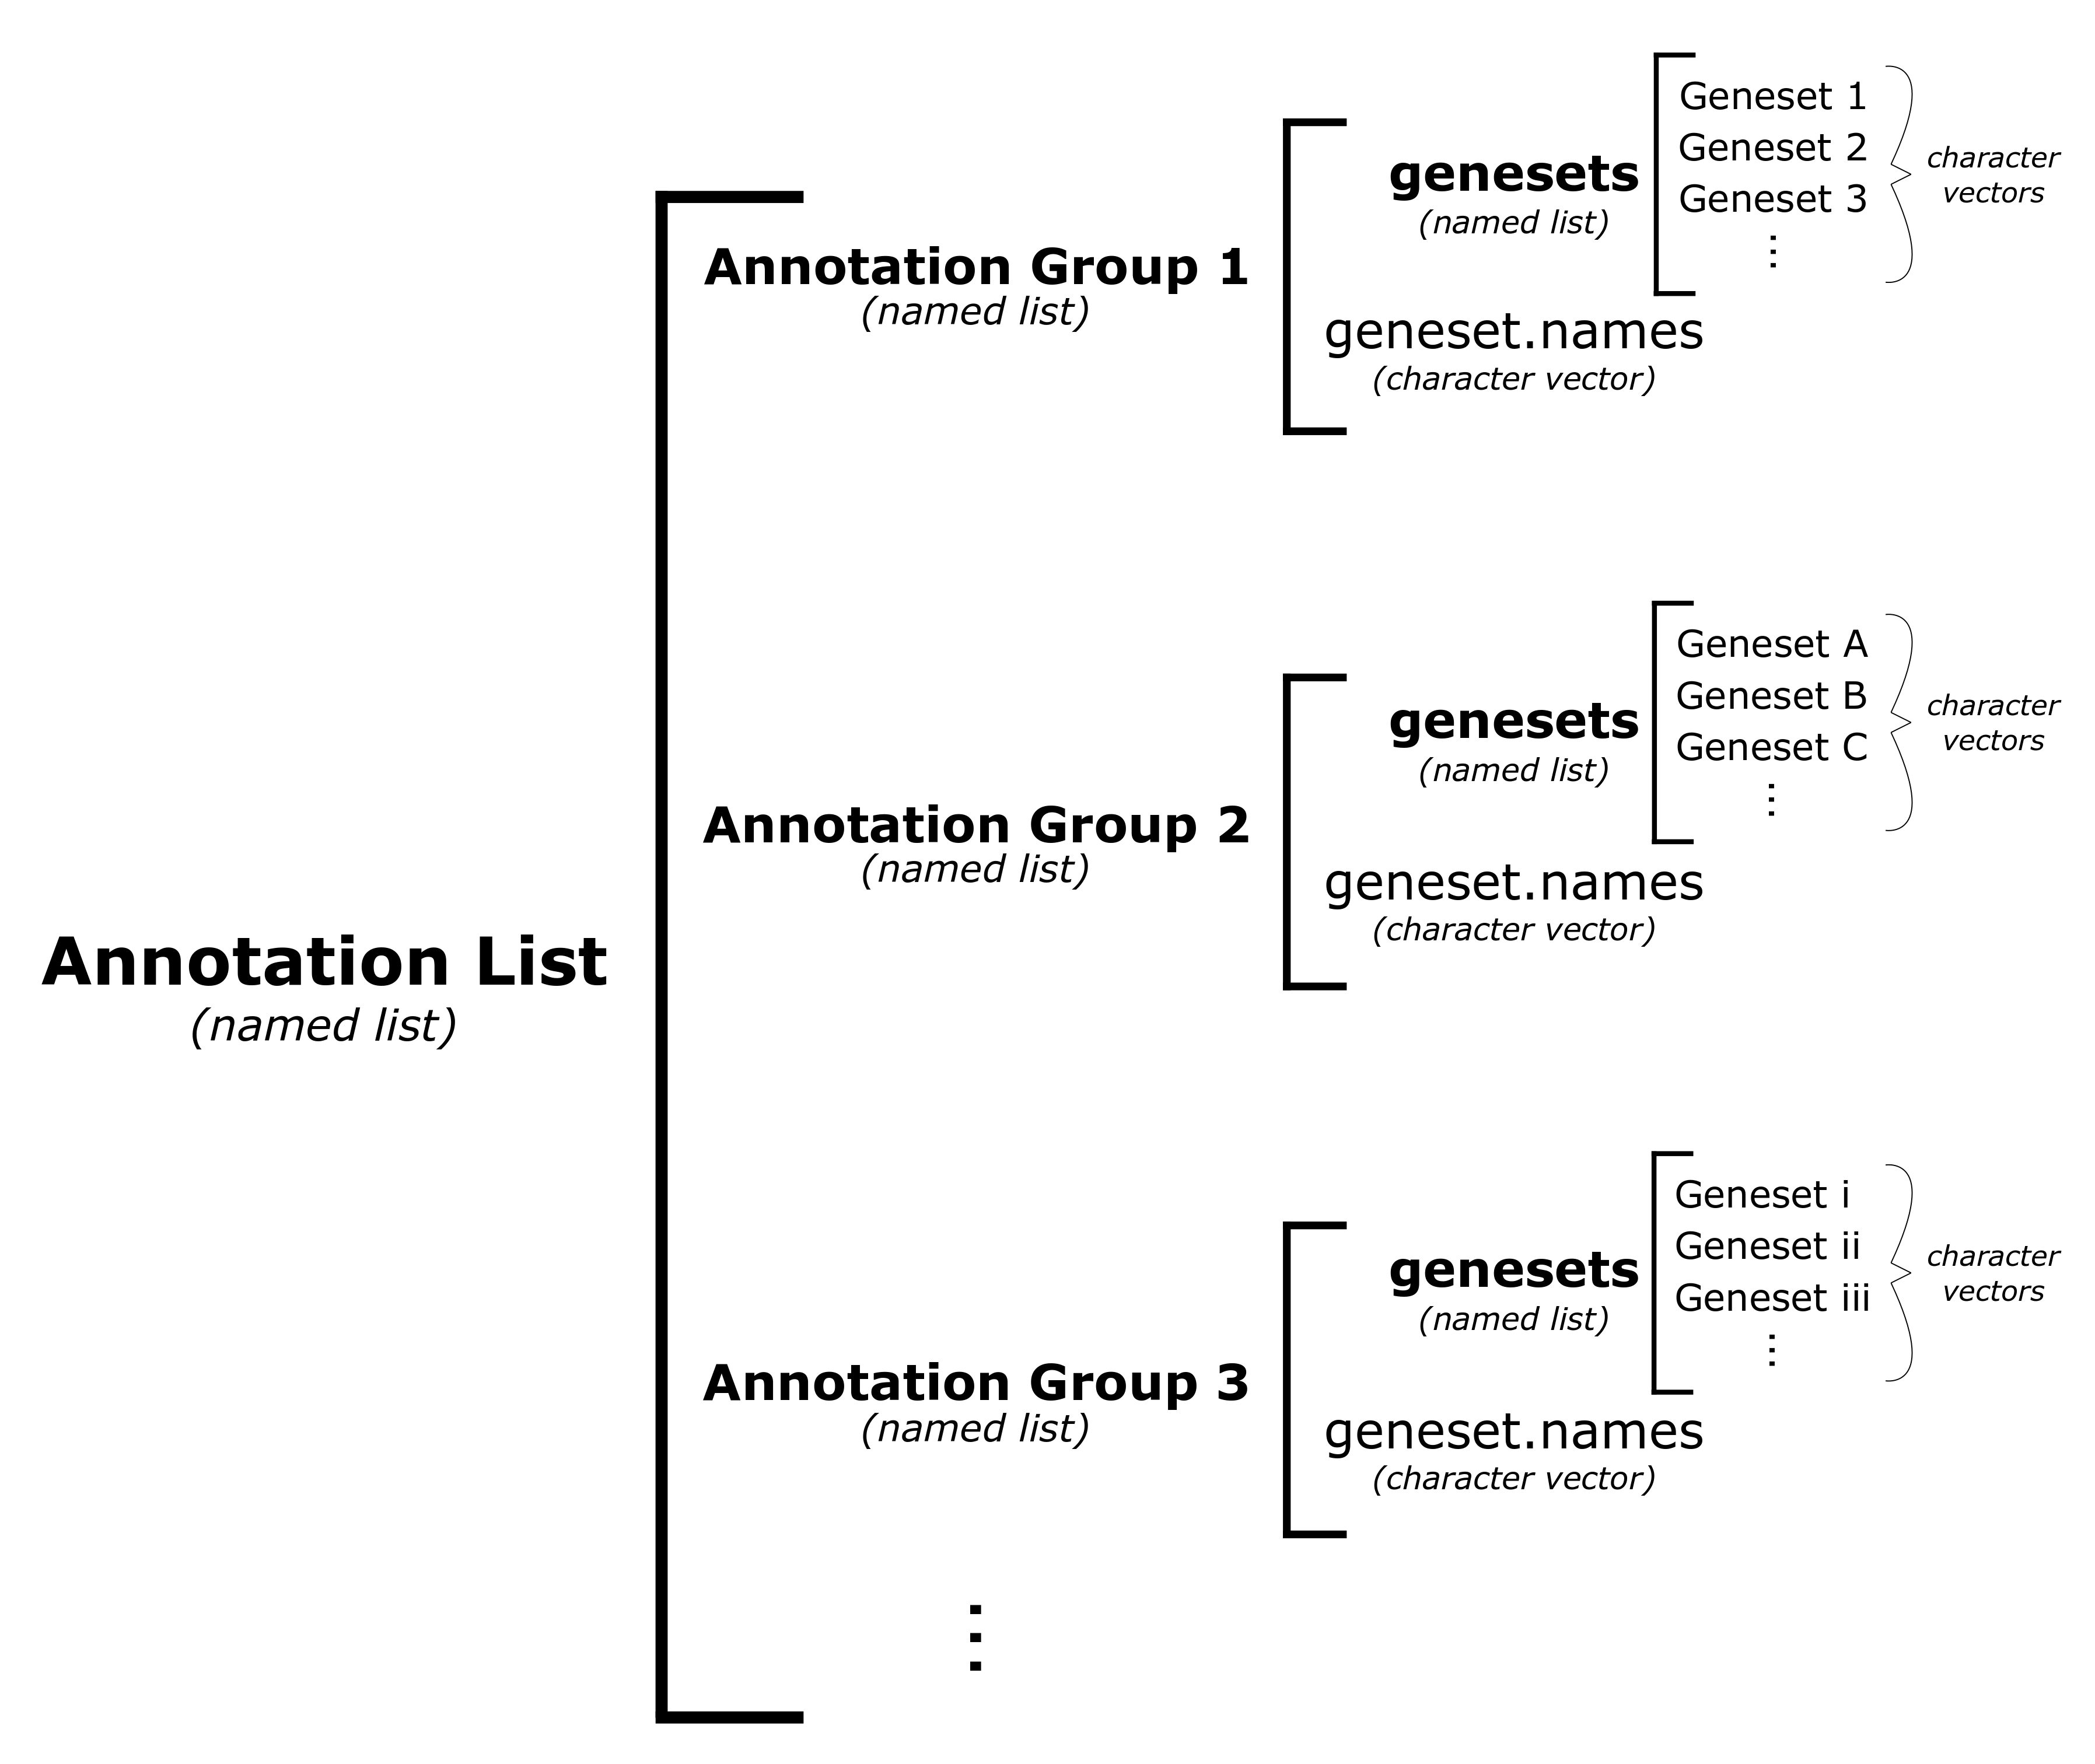 Annotation List
(named list)
Annotation Group 1
(named list)
genesets
(named list)
Geneset 1
Geneset 2
Geneset 3
⋮
character
vectors
geneset.names
(character vector)
Annotation Group 2
(named list)
genesets
(named list)
Geneset A
Geneset B
Geneset C
⋮
character
vectors
geneset.names
(character vector)
Annotation Group 3
(named list)
genesets
(named list)
Geneset i
Geneset ii
Geneset iii
⋮
character
vectors
geneset.names
(character vector)
⋮